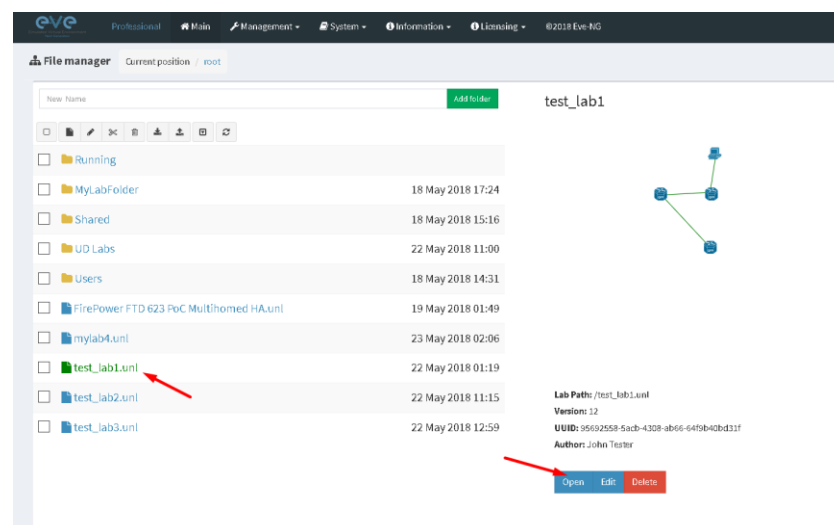 eve Professional Main Management System Information Licensing ©2018 Eve-NG
File manager Current position / root
New Name Add folder
test_lab1
Running
MyLabFolder 18 May 2018 17:24
Shared 18 May 2018 15:16
UD Labs 22 May 2018 11:00
Users 18 May 2018 14:31
FirePower FTD 623 PoC Multihomed HA.unl 19 May 2018 01:49
mylab4.unl 23 May 2018 02:06
test_lab1.unl 22 May 2018 01:19
test_lab2.unl 22 May 2018 11:15
test_lab3.unl 22 May 2018 12:59
Lab Path: /test_lab1.unl
Version: 12
UUID: 95692558-5acb-4308-ab66-64f9b40bd31f
Author: John Tester
Open Edit Delete